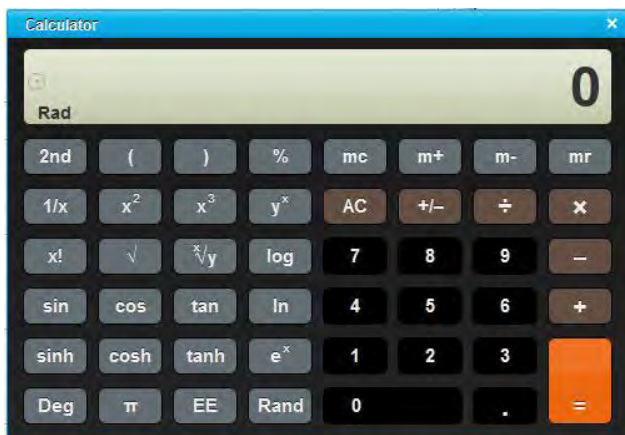 Calculator ×
0
Rad
2nd ( ) % mc m+ m- mr
1/x x² x³ yˣ AC +/– ÷ ×
x! √ ˣ√y log 7 8 9 –
sin cos tan ln 4 5 6 +
sinh cosh tanh eˣ 1 2 3
Deg π EE Rand 0 . =